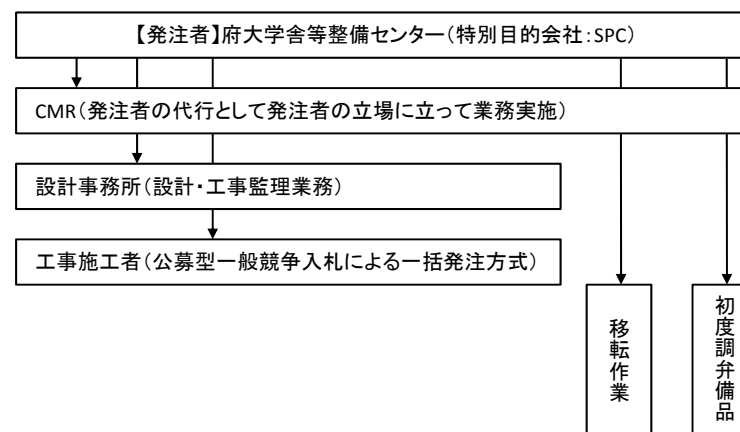 【発注者】府大学舎等整備センター(特別目的会社:SPC)
CMR(発注者の代行として発注者の立場に立って業務実施)
設計事務所(設計・工事監理業務)
工事施工者(公募型一般競争入札による一括発注方式)
移転作業
初度調弁備品